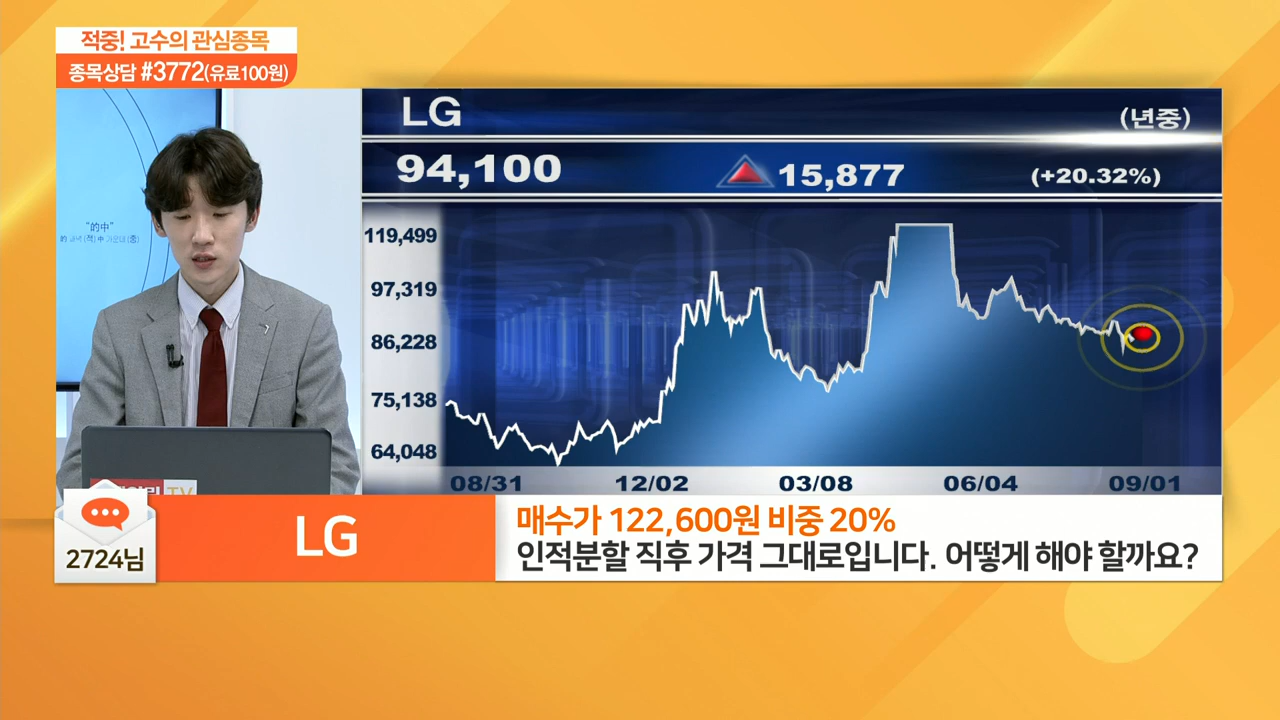 적중! 고수의 관심종목
종목상담 #3772(유료100원)
"的中"
LG
(년중)
94,100
15,877
(+20.32%)
119,499
97,319
86,228
75,138
64,048
08/31
12/02
03/08
06/04
09/01
TV
2724님
LG
매수가 122,600원 비중 20%
인적분할 직후 가격 그대로입니다. 어떻게 해야 할까요?